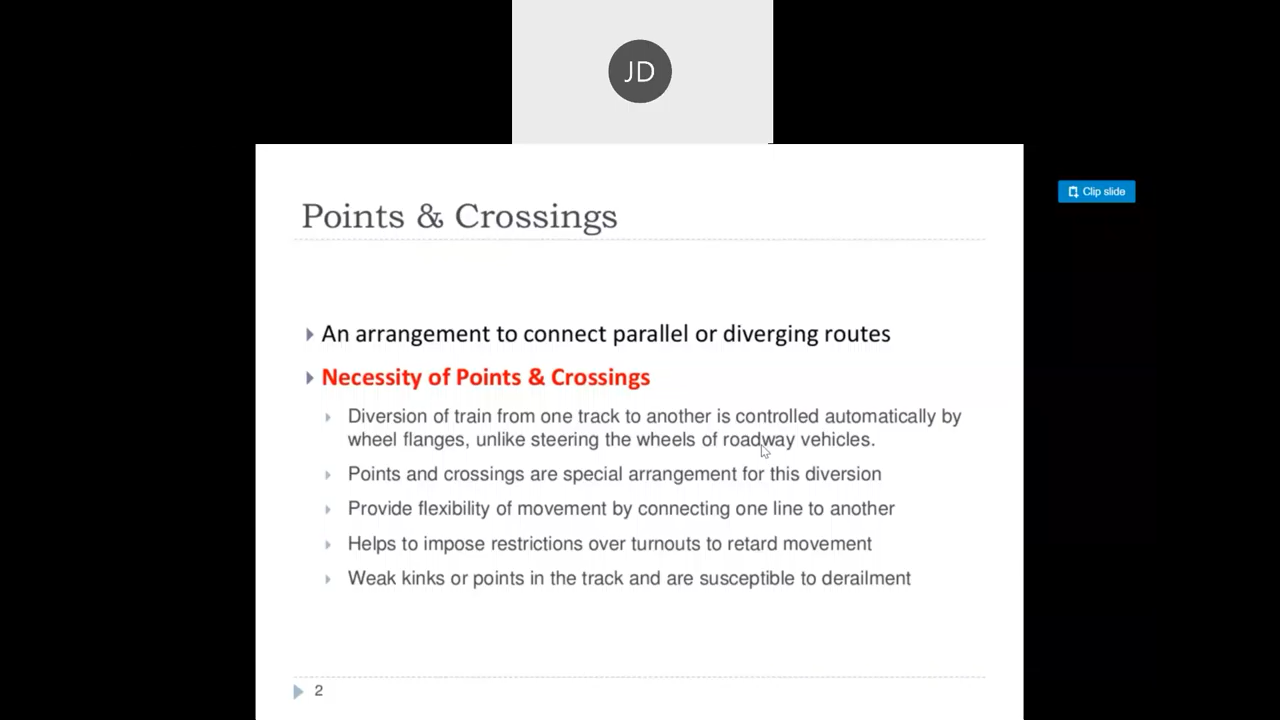 JD
Clip slide
Points & Crossings
An arrangement to connect parallel or diverging routes
Necessity of Points & Crossings
Diversion of train from one track to another is controlled automatically by
wheel flanges, unlike steering the wheels of roadway vehicles.
Points and crossings are special arrangement for this diversion
Provide flexibility of movement by connecting one line to another
Helps to impose restrictions over turnouts to retard movement
Weak kinks or points in the track and are susceptible to derailment
2